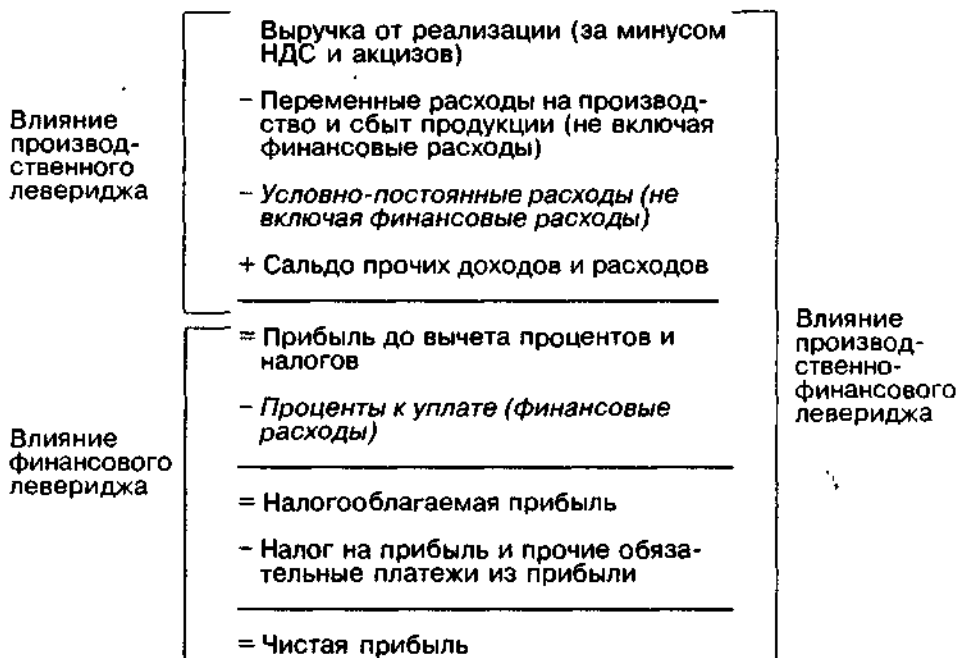 Влияние
производ-
ственного
левериджа
Выручка от реализации (за минусом
НДС и акцизов)
- Переменные расходы на производ-
ство и сбыт продукции (не включая
финансовые расходы)
- Условно-постоянные расходы (не
включая финансовые расходы)
+ Сальдо прочих доходов и расходов
Влияние
финансового
левериджа
= Прибыль до вычета процентов и
налогов
- Проценты к уплате (финансовые
расходы)
= Налогооблагаемая прибыль
- Налог на прибыль и прочие обяза-
тельные платежи из прибыли
= Чистая прибыль
Влияние
производ-
ственно-
финансового
левериджа